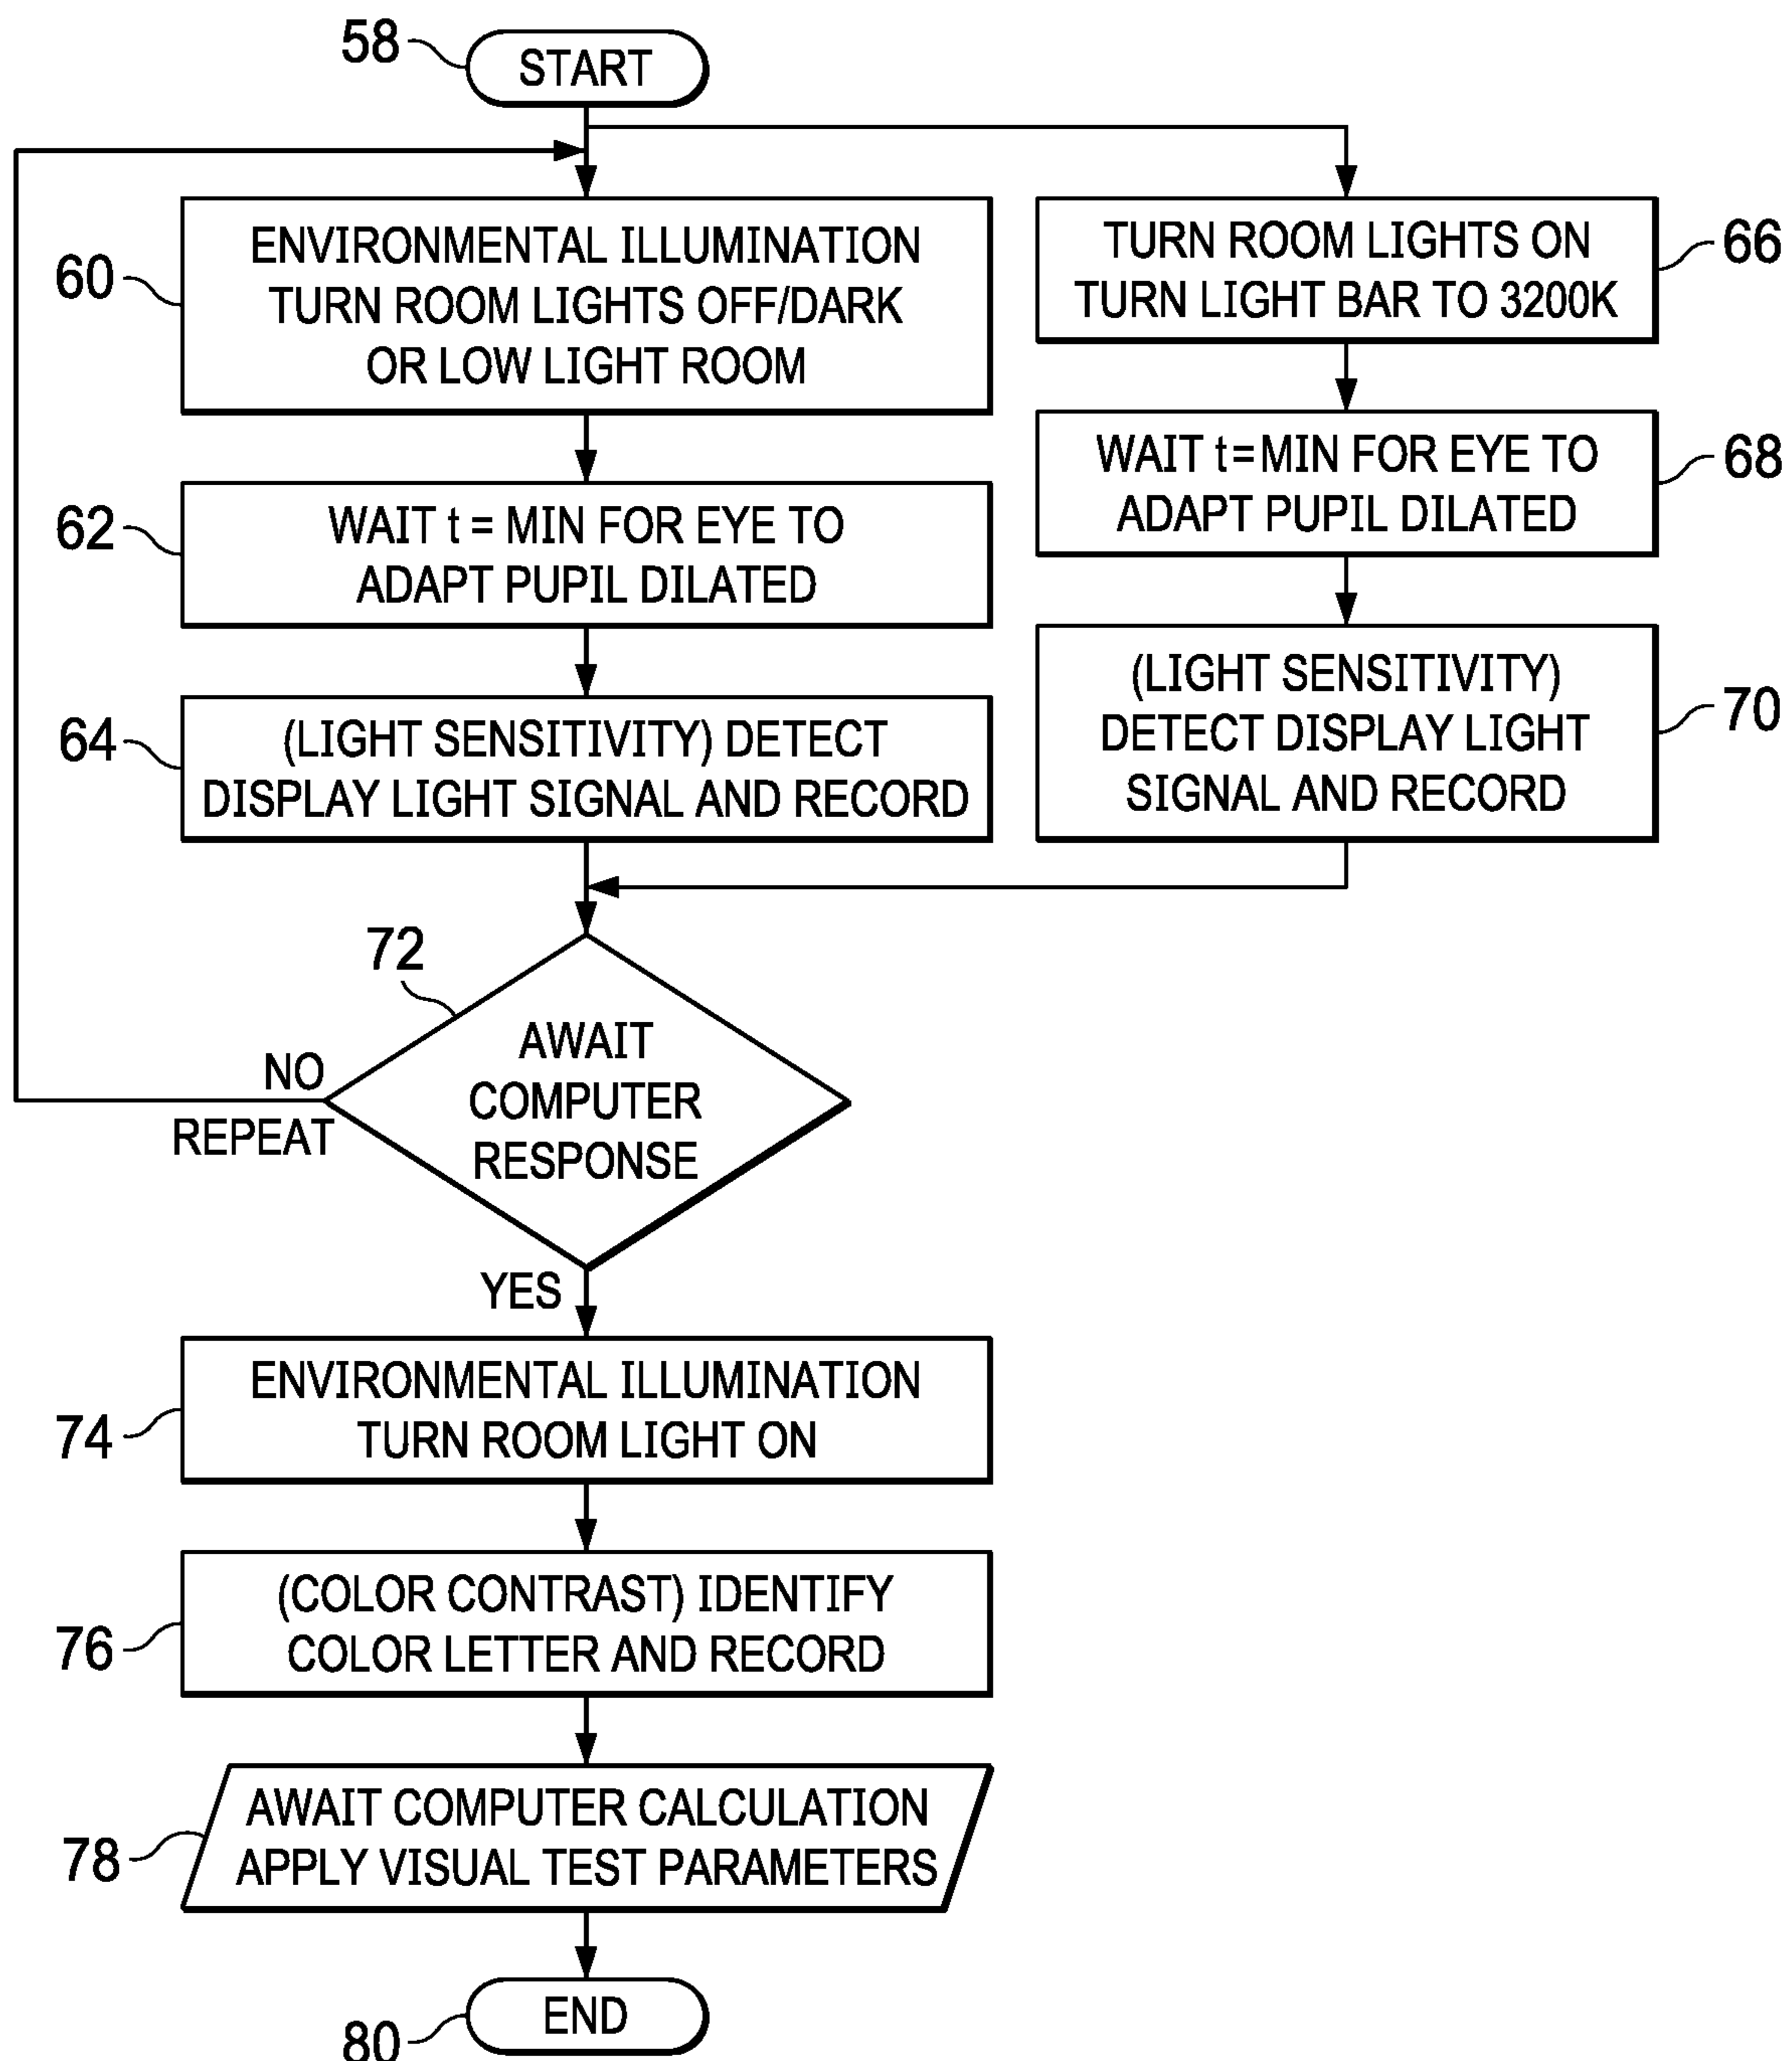 58
START
60
ENVIRONMENTAL ILLUMINATION
TURN ROOM LIGHTS OFF/DARK
OR LOW LIGHT ROOM
TURN ROOM LIGHTS ON
TURN LIGHT BAR TO 3200K
66
62
WAIT t = MIN FOR EYE TO
ADAPT PUPIL DILATED
WAIT t=MIN FOR EYE TO
ADAPT PUPIL DILATED
68
64
(LIGHT SENSITIVITY) DETECT
DISPLAY LIGHT SIGNAL AND RECORD
(LIGHT SENSITIVITY)
DETECT DISPLAY LIGHT
SIGNAL AND RECORD
70
72
AWAIT
COMPUTER
RESPONSE
NO
REPEAT
YES
74
ENVIRONMENTAL ILLUMINATION
TURN ROOM LIGHT ON
76
(COLOR CONTRAST) IDENTIFY
COLOR LETTER AND RECORD
78
AWAIT COMPUTER CALCULATION
APPLY VISUAL TEST PARAMETERS
80
END